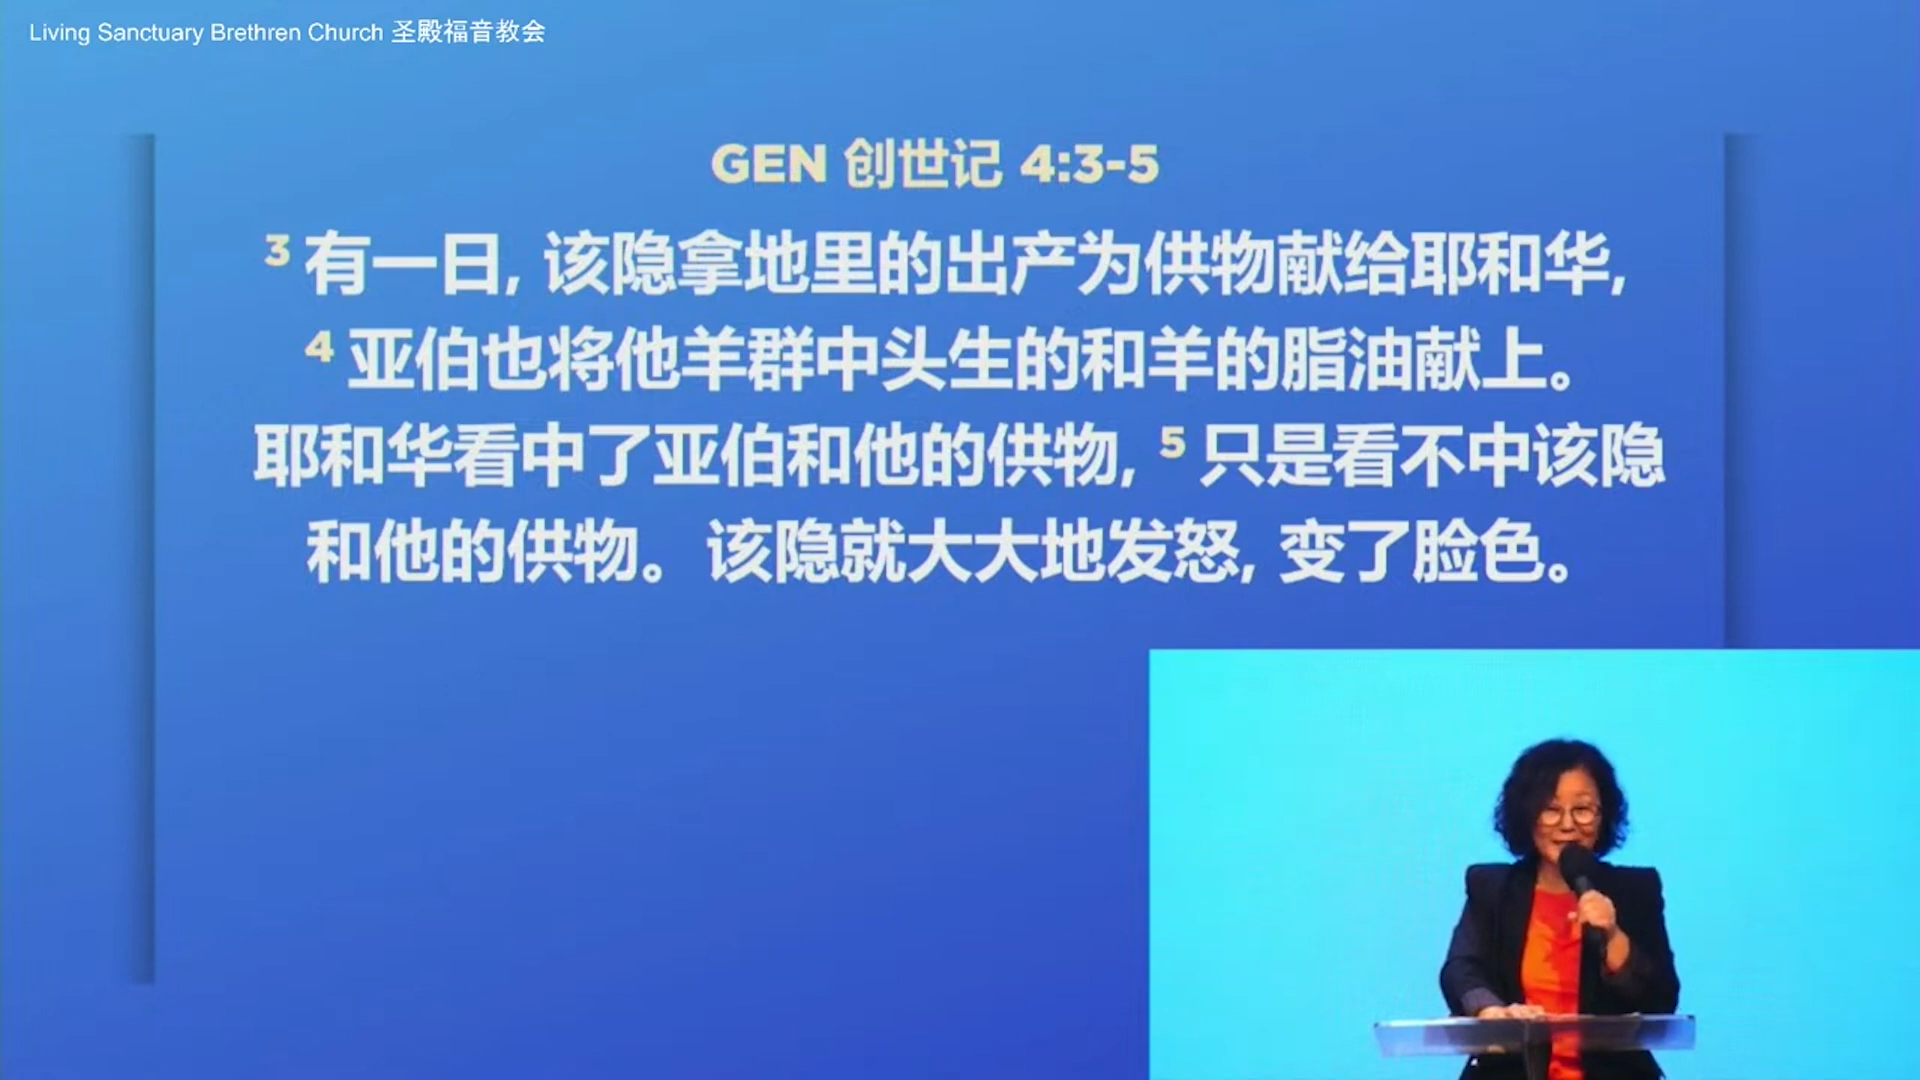 Living Sanctuary Brethren Church 圣殿福音教会
GEN 创世记 4:3-5
3 有一日, 该隐拿地里的出产为供物献给耶和华,
4 亚伯也将他羊群中头生的和羊的脂油献上。
耶和华看中了亚伯和他的供物, 5 只是看不中该隐
和他的供物。该隐就大大地发怒, 变了脸色。